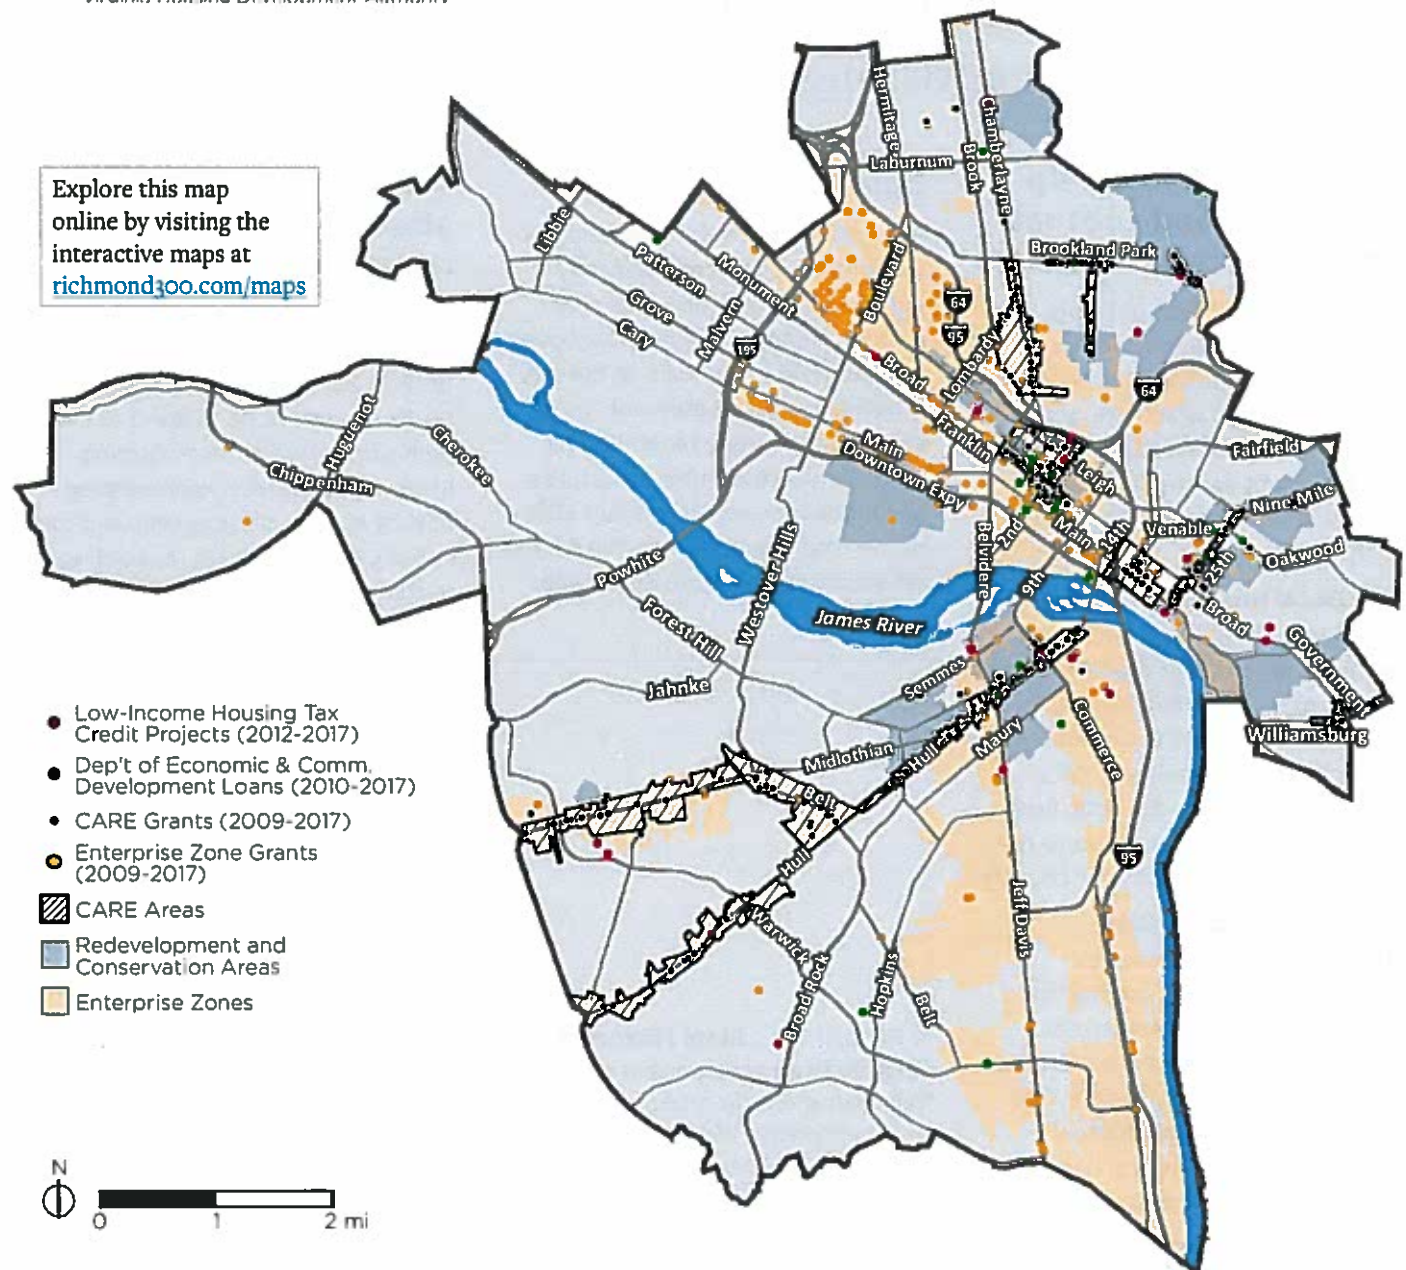 Explore this map
online by visiting the
interactive maps at
richmond300.com/maps
Hermitage
Chamberlayne
Brook
Laburnum
Libbie
Patterson
Monument
Brookland Park
Boulevard
Grove
Malvern
Cary
64
95
Lombardy
195
Broad
64
Huguenot
Cherokee
Franklin
Fairfield
Chippenham
Main
Downtown Expy
Leigh
Nine Mile
2nd
Main
14th
Venable
Oakwood
Belvidere
Westover Hills
25th
Powhite
9th
Forest Hill
James River
Broad
Government
Semmes
Jahnke
Williamsburg
Commerce
Maury
Hull
Midlothian
Belt
95
Hull
Jeff Davis
Warwick
Broad Rock
Hopkins
Belt
Low-Income Housing Tax
Credit Projects (2012-2017)
Dep't of Economic & Comm.
Development Loans (2010-2017)
CARE Grants (2009-2017)
Enterprise Zone Grants
(2009-2017)
CARE Areas
Redevelopment and
Conservation Areas
Enterprise Zones
N
0 1 2 mi